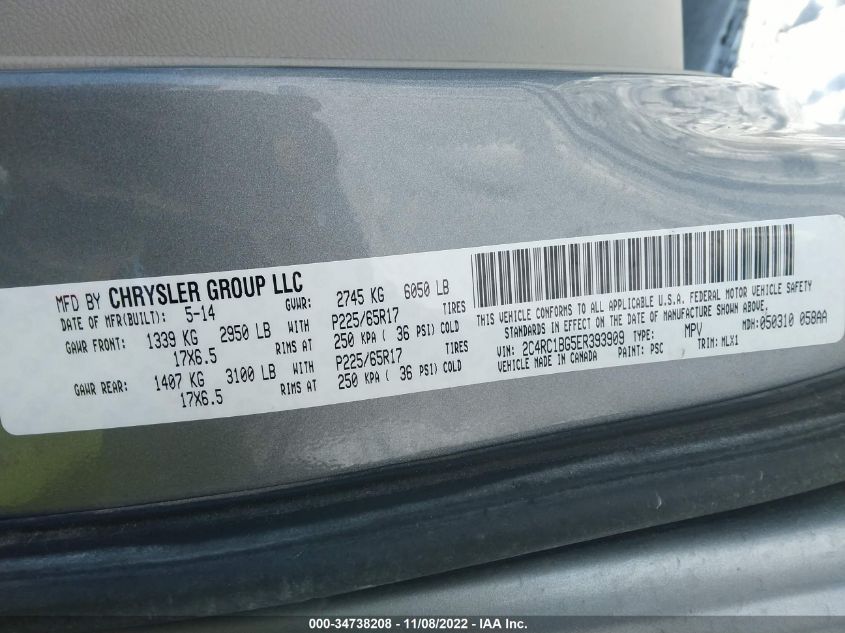 MFD BY CHRYSLER GROUP LLC
DATE OF MFR(BUILT): 5-14 GVWR: 2745 KG 6050 LB
GAWR FRONT: 1339 KG 2950 LB WITH P225/65R17 TIRES
17X6.5 RIMS AT 250 KPA ( 36 PSI) COLD
GAWR REAR: 1407 KG 3100 LB WITH P225/65R17 TIRES
17X6.5 RIMS AT 250 KPA ( 36 PSI) COLD
THIS VEHICLE CONFORMS TO ALL APPLICABLE U.S.A. FEDERAL MOTOR VEHICLE SAFETY
STANDARDS IN EFFECT ON THE DATE OF MANUFACTURE SHOWN ABOVE.
VIN: 2C4RC1BG5ER393909 TYPE: MPV MDH:050310 058AA
VEHICLE MADE IN CANADA PAINT: PSC TRIM: MLX1
000-34738208 - 11/08/2022 - IAA Inc.